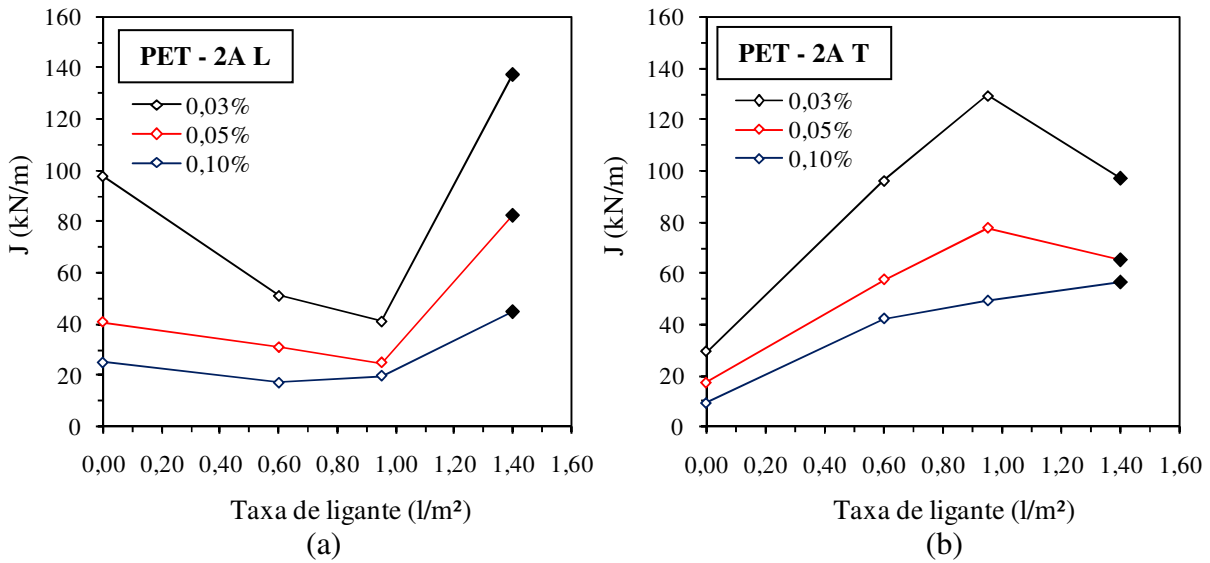 PET - 2A L
0,03%
0,05%
0,10%
160
140
120
100
80
60
40
20
0
J (kN/m)
0,00 0,20 0,40 0,60 0,80 1,00 1,20 1,40 1,60
Taxa de ligante (l/m²)
(a)
PET - 2A T
0,03%
0,05%
0,10%
160
140
120
100
80
60
40
20
0
J (kN/m)
0,00 0,20 0,40 0,60 0,80 1,00 1,20 1,40 1,60
Taxa de ligante (l/m²)
(b)